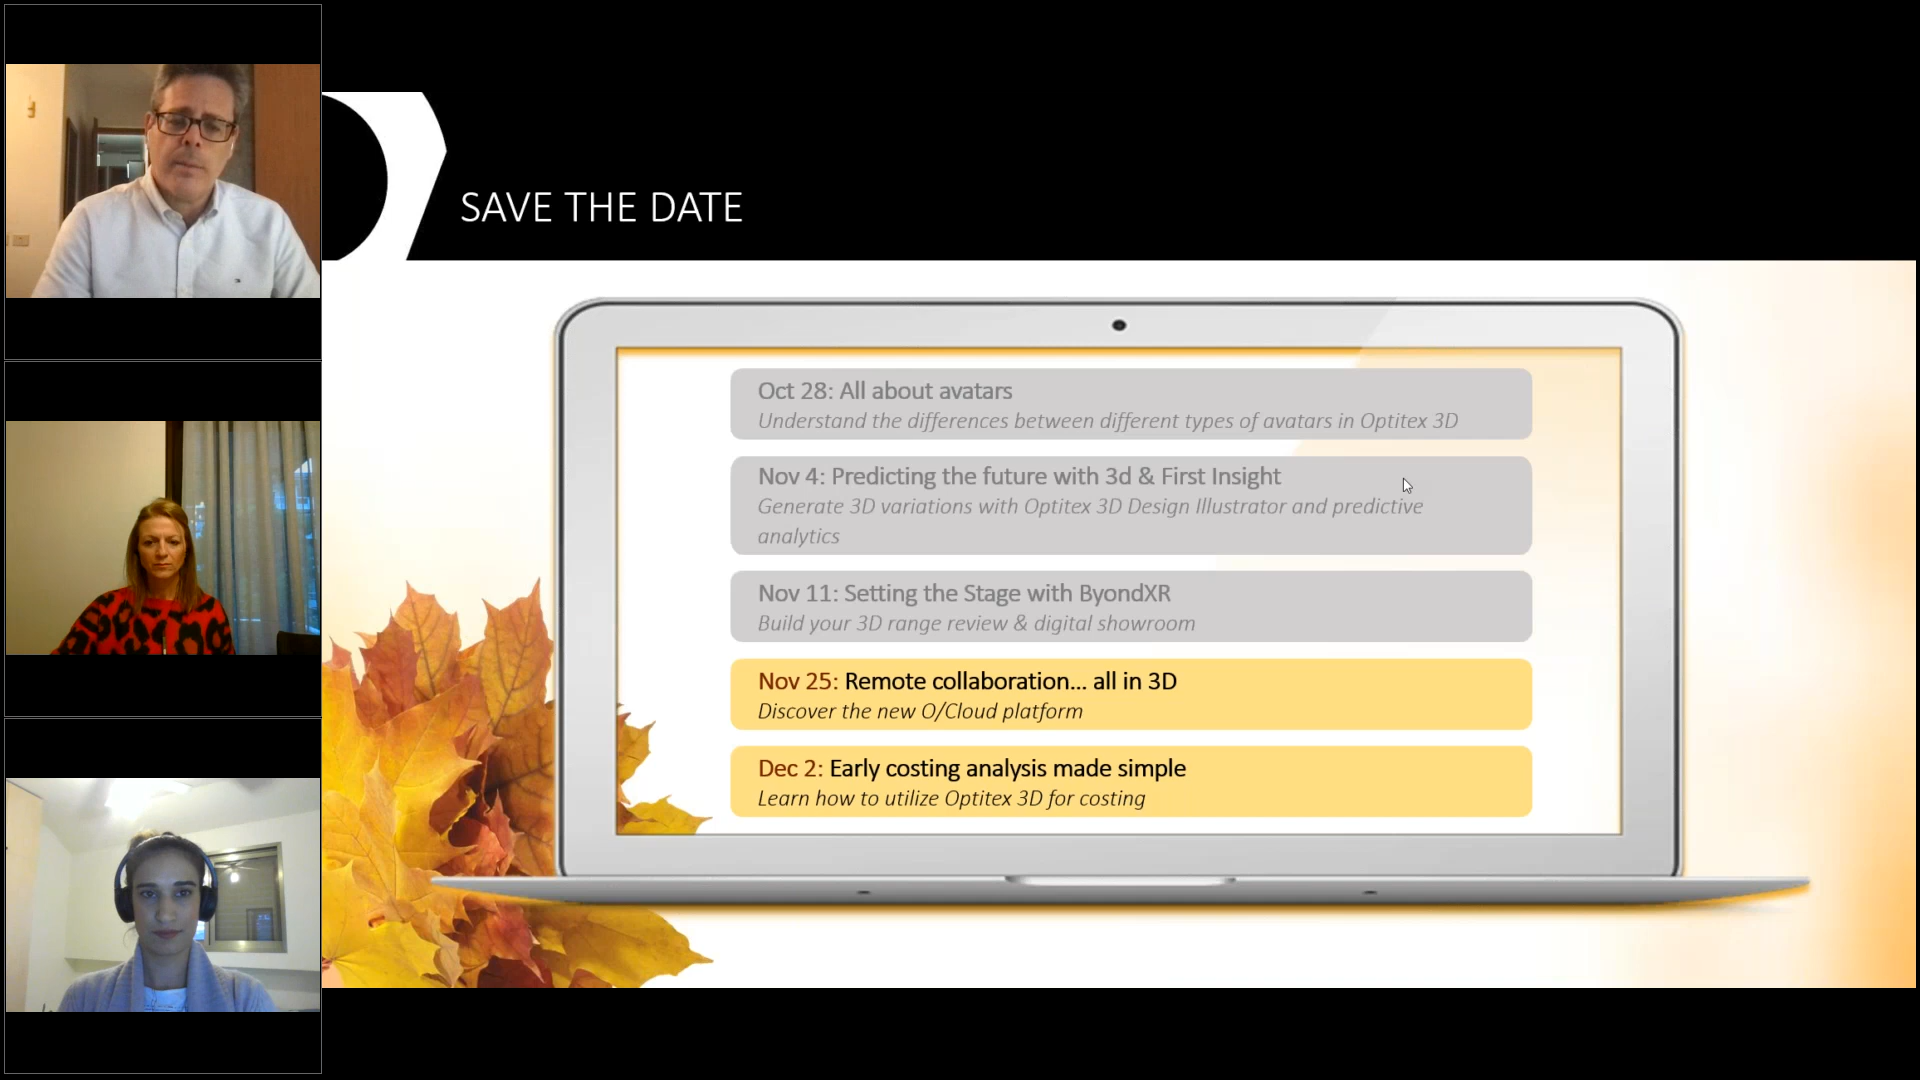 SAVE THE DATE
Oct 28: All about avatars
Understand the differences between different types of avatars in Optitex 3D
Nov 4: Predicting the future with 3d & First Insight
Generate 3D variations with Optitex 3D Design Illustrator and predictive
analytics
Nov 11: Setting the Stage with ByondXR
Build your 3D range review & digital showroom
Nov 25: Remote collaboration... all in 3D
Discover the new O/Cloud platform
Dec 2: Early costing analysis made simple
Learn how to utilize Optitex 3D for costing